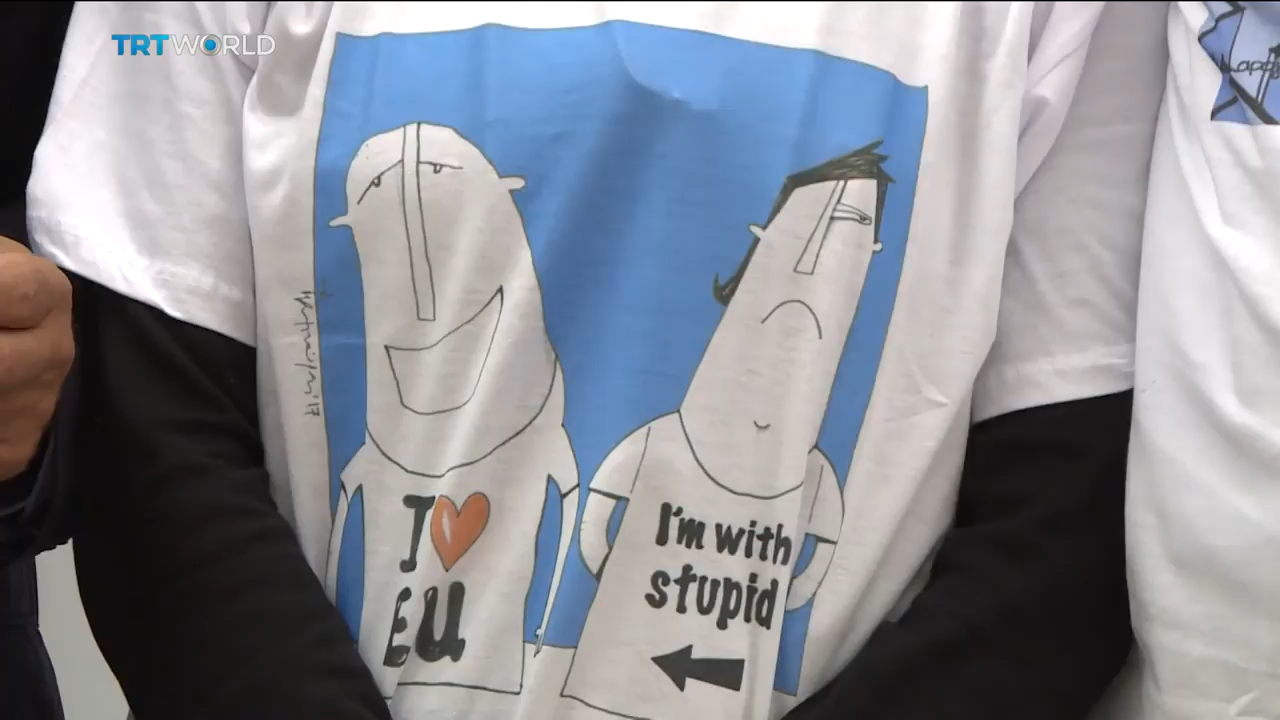 TRT WORLD
I ❤
EU
I'm with
stupid